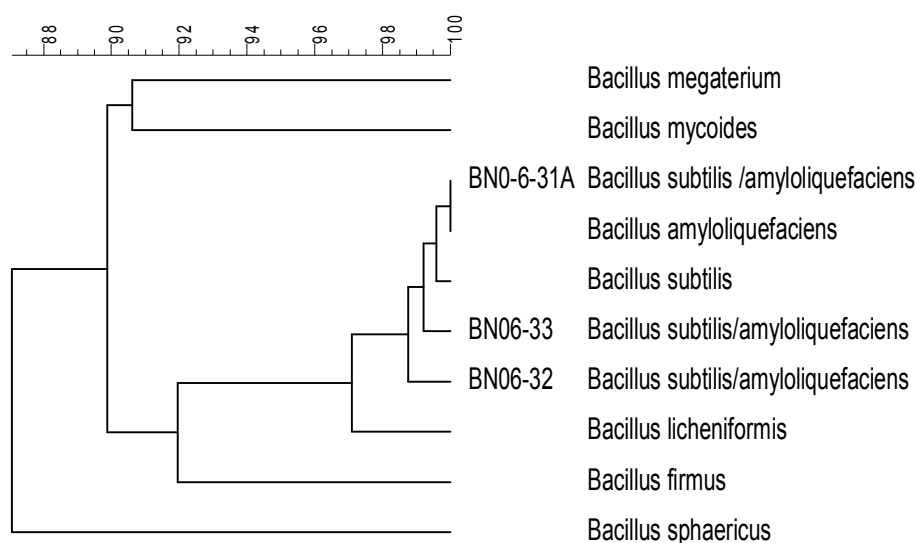 88 90 92 94 96 98 100
Bacillus megaterium
Bacillus mycoides
BN0-6-31A Bacillus subtilis /amyloliquefaciens
Bacillus amyloliquefaciens
Bacillus subtilis
BN06-33 Bacillus subtilis/amyloliquefaciens
BN06-32 Bacillus subtilis/amyloliquefaciens
Bacillus licheniformis
Bacillus firmus
Bacillus sphaericus